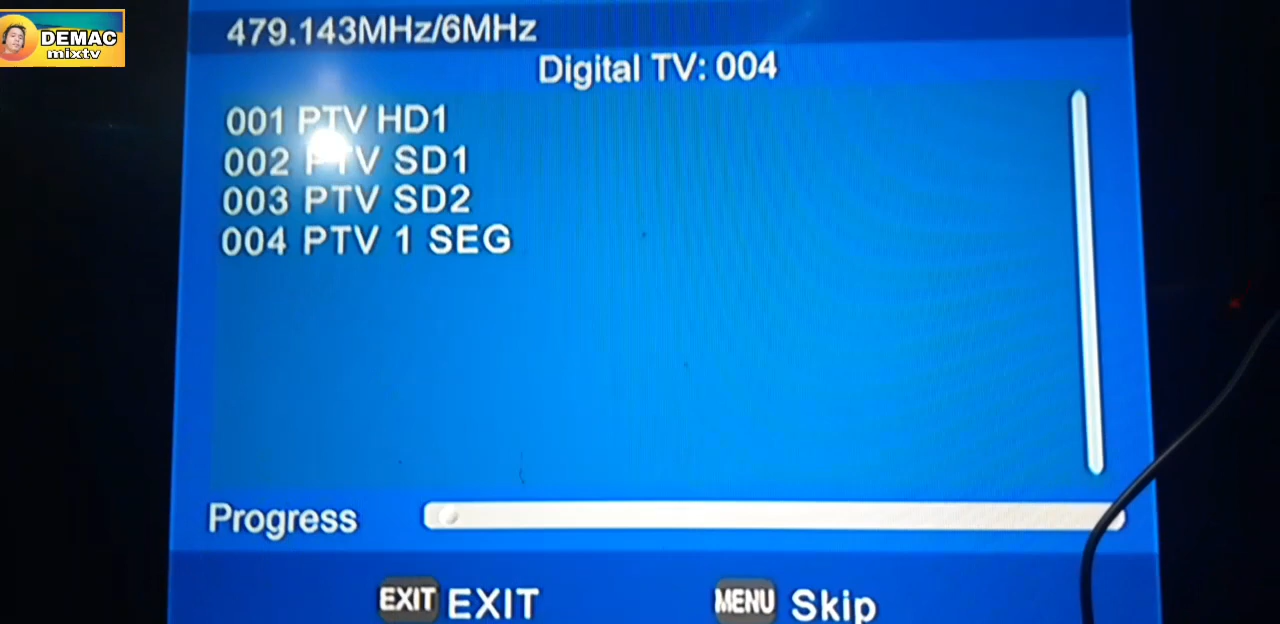 DEMAC
mixtv
479.143MHz/6MHz
Digital TV: 004
001 PTV HD1
002 PTV SD1
003 PTV SD2
004 PTV 1 SEG
Progress
EXIT EXIT
MENU Skip